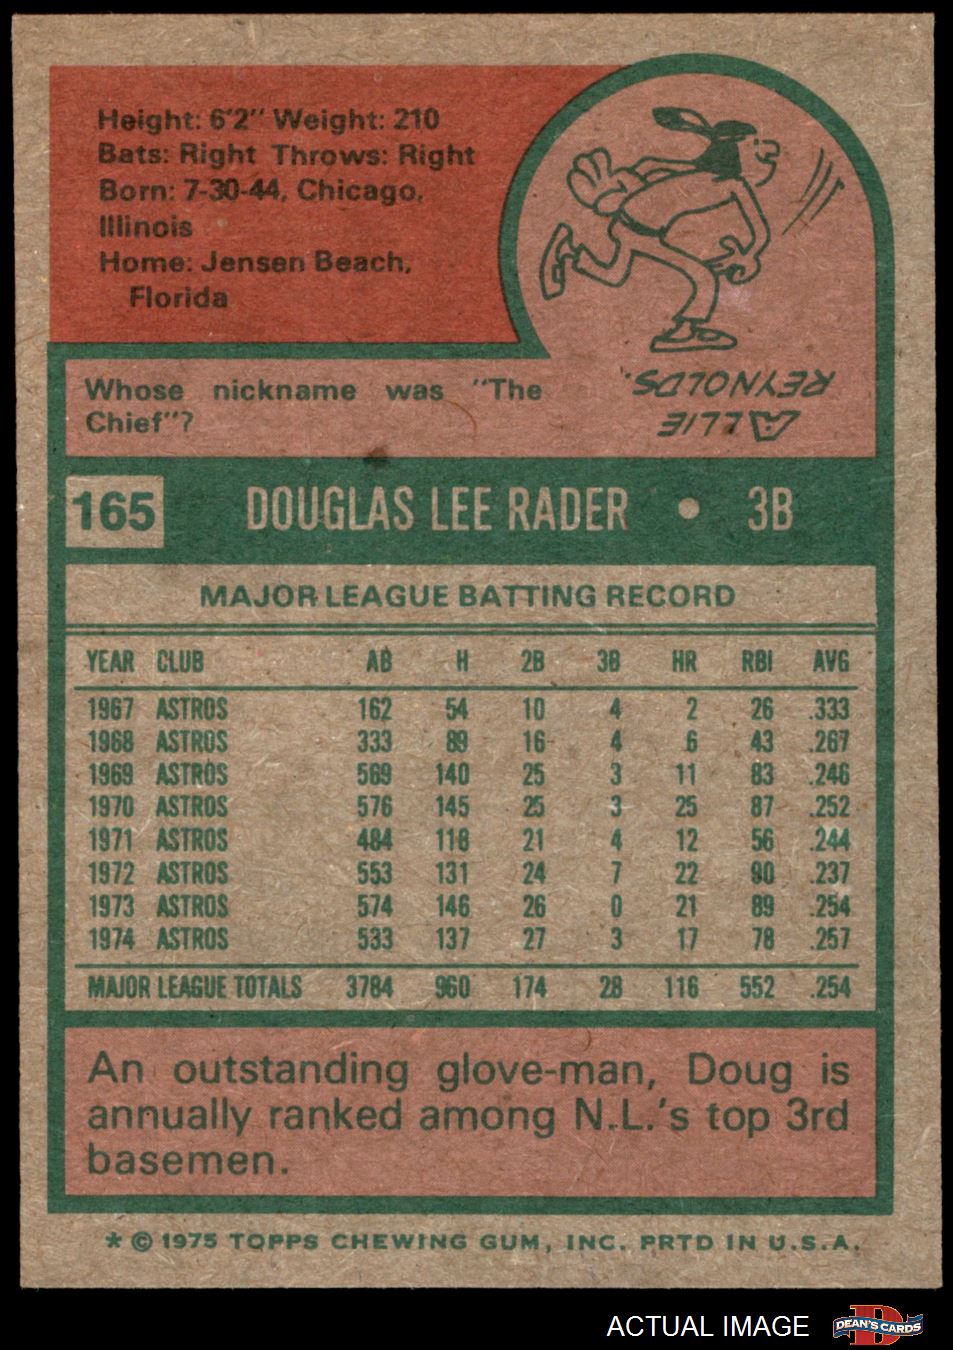 Height: 6'2" Weight: 210
Bats: Right Throws: Right
Born: 7-30-44, Chicago,
Illinois
Home: Jensen Beach,
Florida
Whose nickname was "The
Chief"?
ALLIE
REYNOLDS.
165 DOUGLAS LEE RADER • 3B
MAJOR LEAGUE BATTING RECORD
YEAR CLUB AB H 2B 3B HR RBI AVG
1967 ASTROS 162 54 10 4 2 26 .333
1968 ASTROS 333 89 16 4 6 43 .267
1969 ASTROS 569 140 25 3 11 83 .246
1970 ASTROS 576 145 25 3 25 87 .252
1971 ASTROS 484 118 21 4 12 56 .244
1972 ASTROS 553 131 24 7 22 90 .237
1973 ASTROS 574 146 26 0 21 89 .254
1974 ASTROS 533 137 27 3 17 78 .257
MAJOR LEAGUE TOTALS 3784 960 174 28 116 552 .254
An outstanding glove-man, Doug is
annually ranked among N.L.'s top 3rd
basemen.
* © 1975 TOPPS CHEWING GUM, INC. PRTD IN U.S.A.
ACTUAL IMAGE
D
DEAN'S CARDS